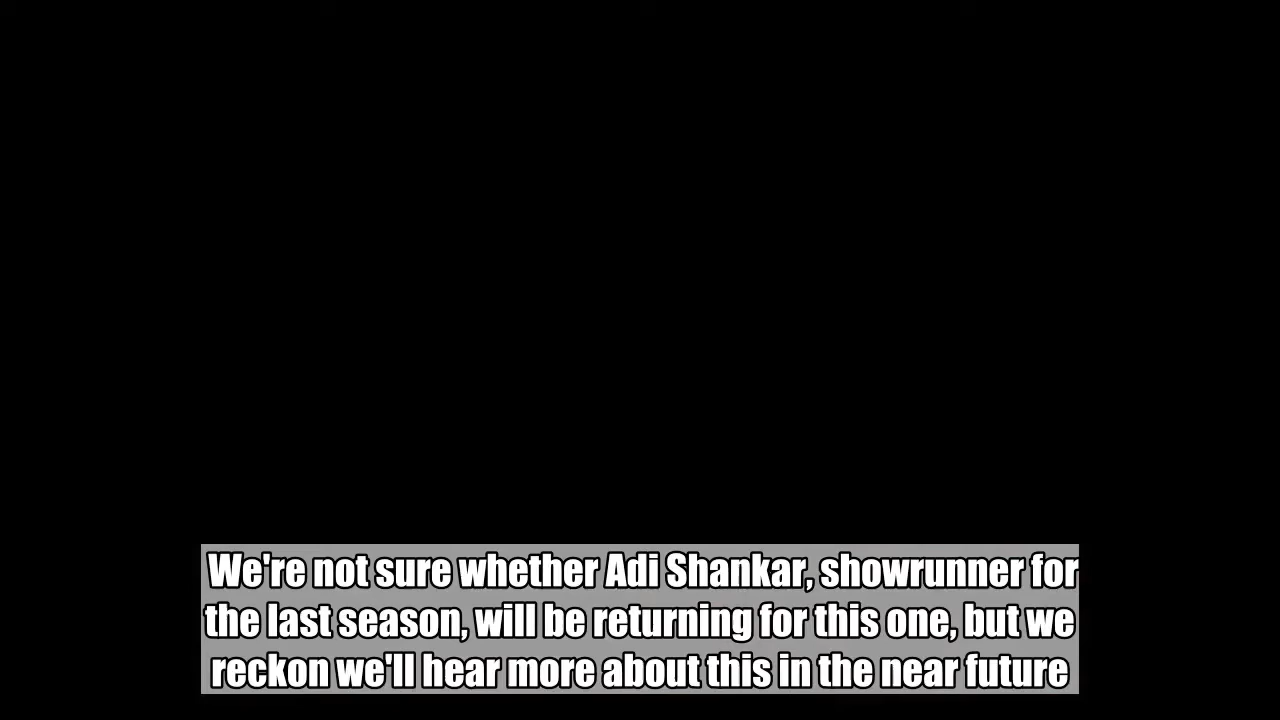 We're not sure whether Adi Shankar, showrunner for
the last season, will be returning for this one, but we
reckon we'll hear more about this in the near future